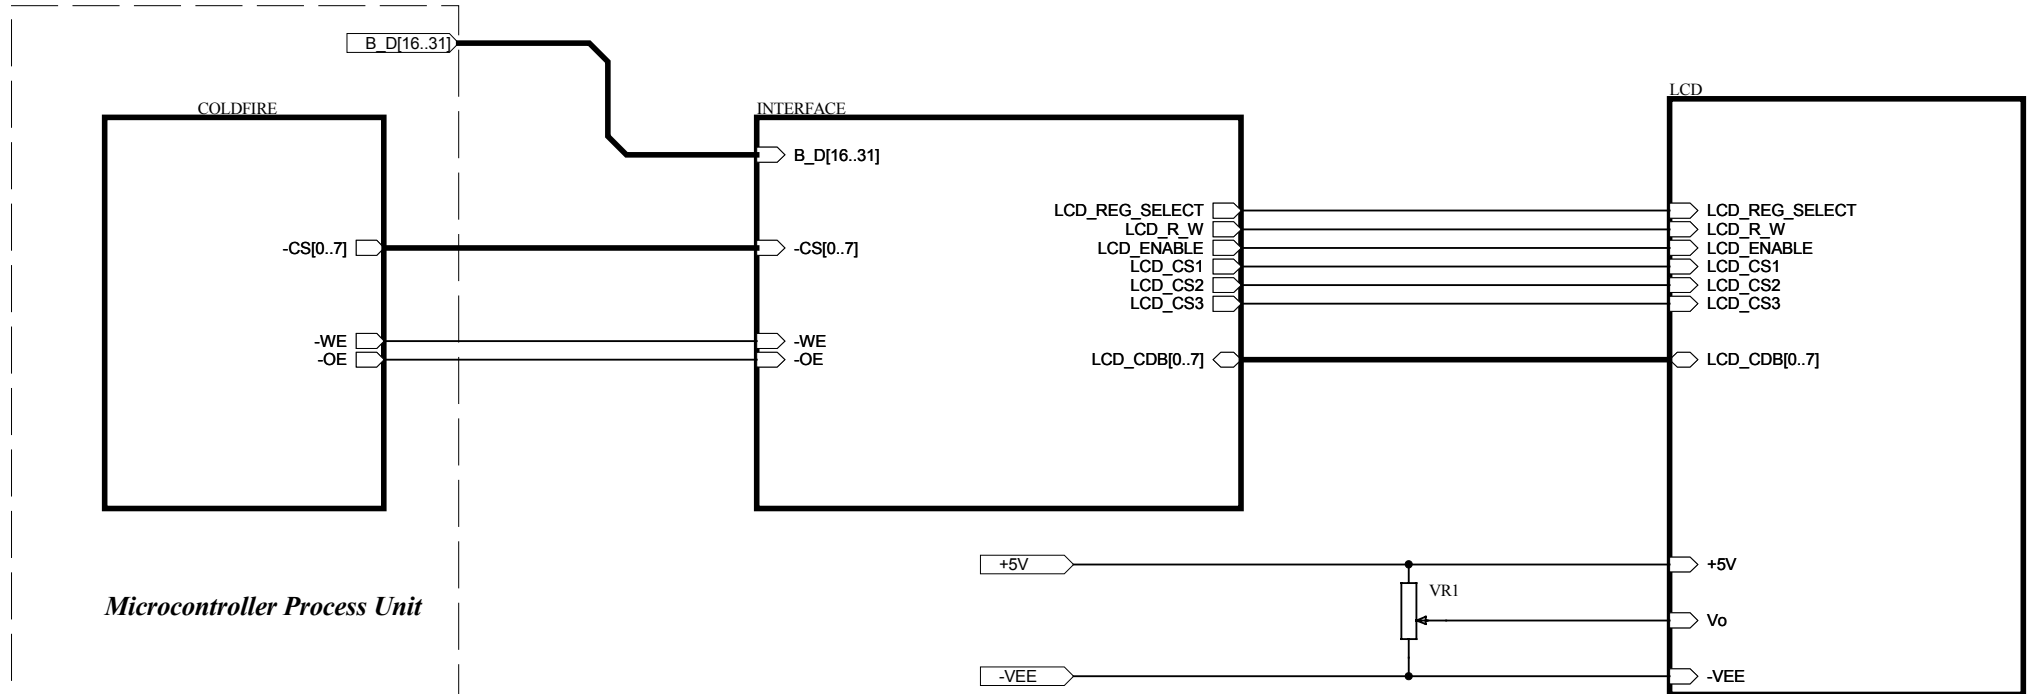 B_D[16..31]
COLDFIRE
INTERFACE
LCD
B_D[16..31]
LCD_REG_SELECT
LCD_REG_SELECT
LCD_R_W
LCD_R_W
-CS[0..7]
-CS[0..7]
LCD_ENABLE
LCD_ENABLE
LCD_CS1
LCD_CS1
LCD_CS2
LCD_CS2
LCD_CS3
LCD_CS3
-WE
-WE
-OE
-OE
LCD_CDB[0..7]
LCD_CDB[0..7]
+5V
+5V
VR1
Microcontroller Process Unit
Vo
-VEE
-VEE